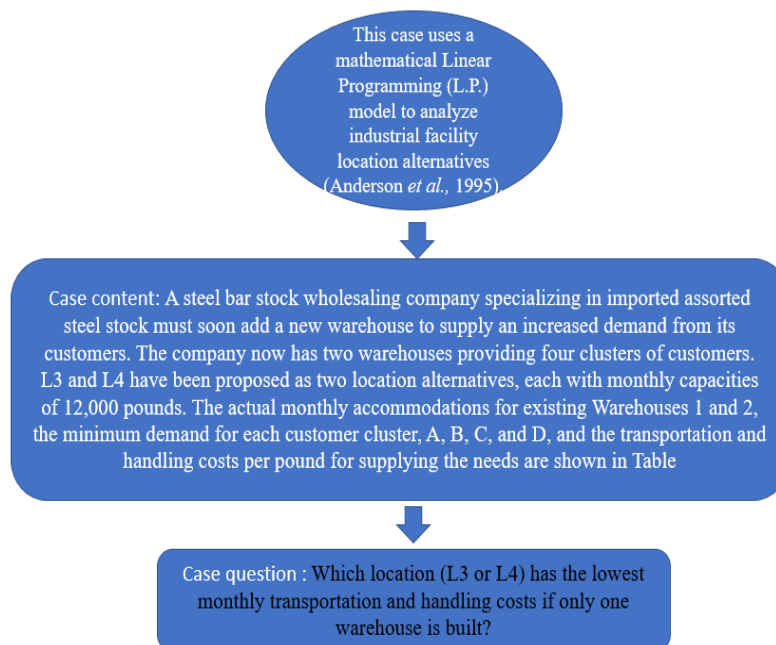 This case uses a
mathematical Linear
Programming (L.P.)
model to analyze
industrial facility
location alternatives
(Anderson et al., 1995).
Case content: A steel bar stock wholesaling company specializing in imported assorted
steel stock must soon add a new warehouse to supply an increased demand from its
customers. The company now has two warehouses providing four clusters of customers.
L3 and L4 have been proposed as two location alternatives, each with monthly capacities
of 12,000 pounds. The actual monthly accommodations for existing Warehouses 1 and 2,
the minimum demand for each customer cluster, A, B, C, and D, and the transportation and
handling costs per pound for supplying the needs are shown in Table
Case question : Which location (L3 or L4) has the lowest
monthly transportation and handling costs if only one
warehouse is built?